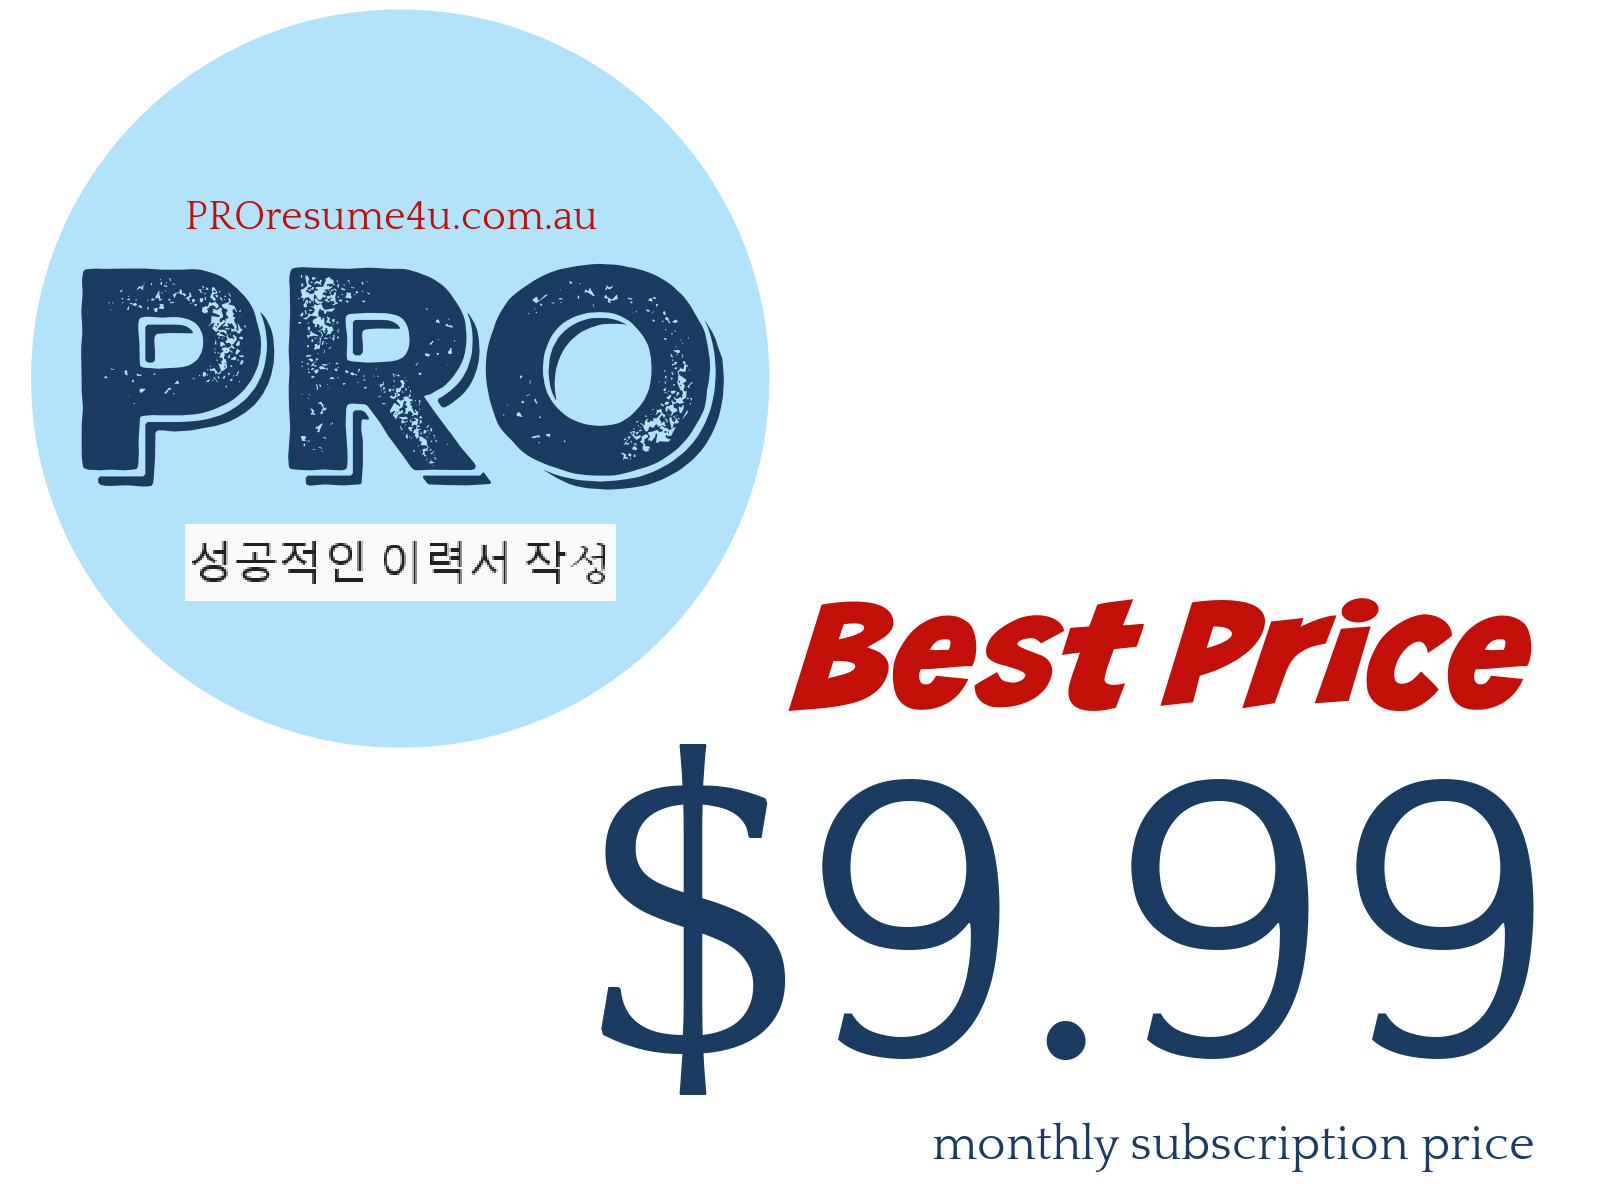 PROresume4u.com.au
PRO
성공적인 이력서 작성
Best Price
$9.99
monthly subscription price